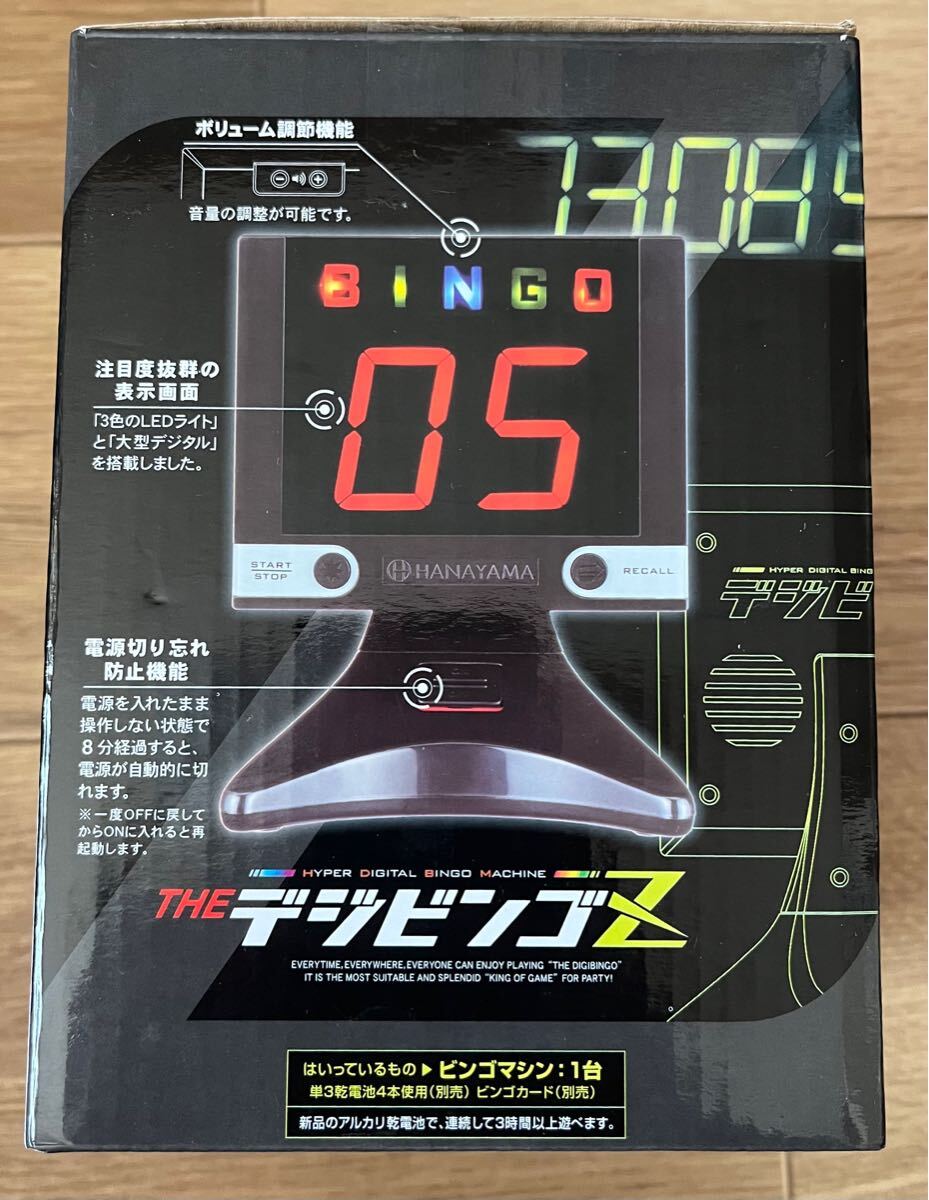 ボリューム調節機能
音量の調整が可能です。
73085
BINGO
05
注目度抜群の
表示画面
「3色のLEDライト」
と「大型デジタル」
を搭載しました。
START
STOP
HANAYAMA
RECALL
HYPER DIGITAL BING
デジビ
電源切り忘れ
防止機能
電源を入れたまま
操作しない状態で
8分経過すると、
電源が自動的に切
れます。
※一度OFFに戻して
からONに入れると再
起動します。
HYPER DIGITAL BINGO MACHINE
THEデジビンゴZ
EVERYTIME,EVERYWHERE,EVERYONE CAN ENJOY PLAYING "THE DIGIBINGO"
IT IS THE MOST SUITABLE AND SPLENDID "KING OF GAME" FOR PARTY!
はいっているもの▶ビンゴマシン:1台
単3乾電池4本使用(別売) ビンゴカード(別売)
新品のアルカリ乾電池で、連続して3時間以上遊べます。